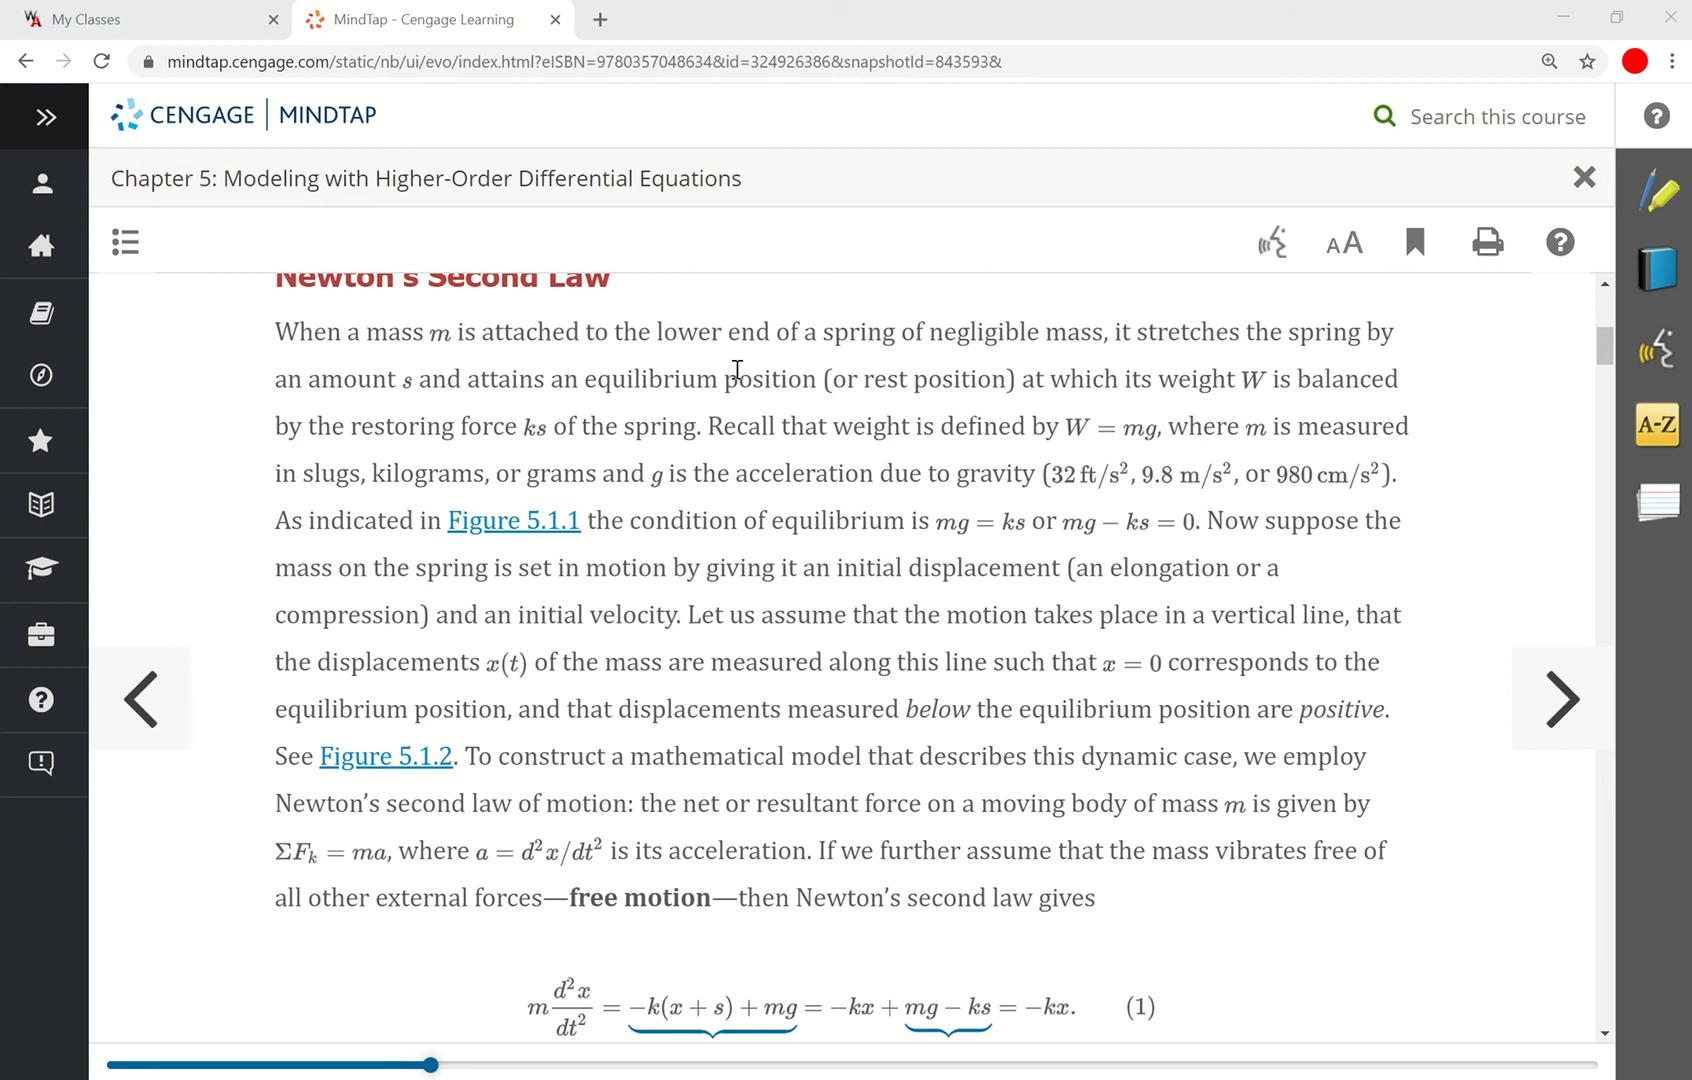 My Classes
MindTap - Cengage Learning
mindtap.cengage.com/static/nb/ui/evo/index.html?eISBN=9780357048634&id=324926386&snapshotId=843593&
CENGAGE | MINDTAP
Search this course
Chapter 5: Modeling with Higher-Order Differential Equations
AA
Newton's Second Law
When a mass m is attached to the lower end of a spring of negligible mass, it stretches the spring by
an amount s and attains an equilibrium position (or rest position) at which its weight W is balanced
by the restoring force ks of the spring. Recall that weight is defined by W = mg, where m is measured
in slugs, kilograms, or grams and g is the acceleration due to gravity (32 ft/s², 9.8 m/s², or 980 cm/s²).
As indicated in Figure 5.1.1 the condition of equilibrium is mg = ks or mg − ks = 0. Now suppose the
mass on the spring is set in motion by giving it an initial displacement (an elongation or a
compression) and an initial velocity. Let us assume that the motion takes place in a vertical line, that
the displacements x(t) of the mass are measured along this line such that x = 0 corresponds to the
equilibrium position, and that displacements measured below the equilibrium position are positive.
See Figure 5.1.2. To construct a mathematical model that describes this dynamic case, we employ
Newton’s second law of motion: the net or resultant force on a moving body of mass m is given by
ΣFₖ = ma, where a = d²x/dt² is its acceleration. If we further assume that the mass vibrates free of
all other external forces—free motion—then Newton’s second law gives
m d²x/dt² = −k(x + s) + mg = −kx + mg − ks = −kx. (1)
A-Z